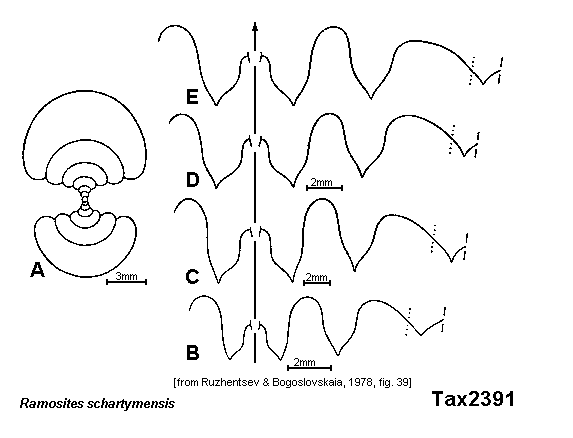 E
D
2mm
A
3mm
C
2mm
B
2mm
[from Ruzhentsev & Bogoslovskaia, 1978, fig. 39]
Ramosites schartymensis
Tax2391